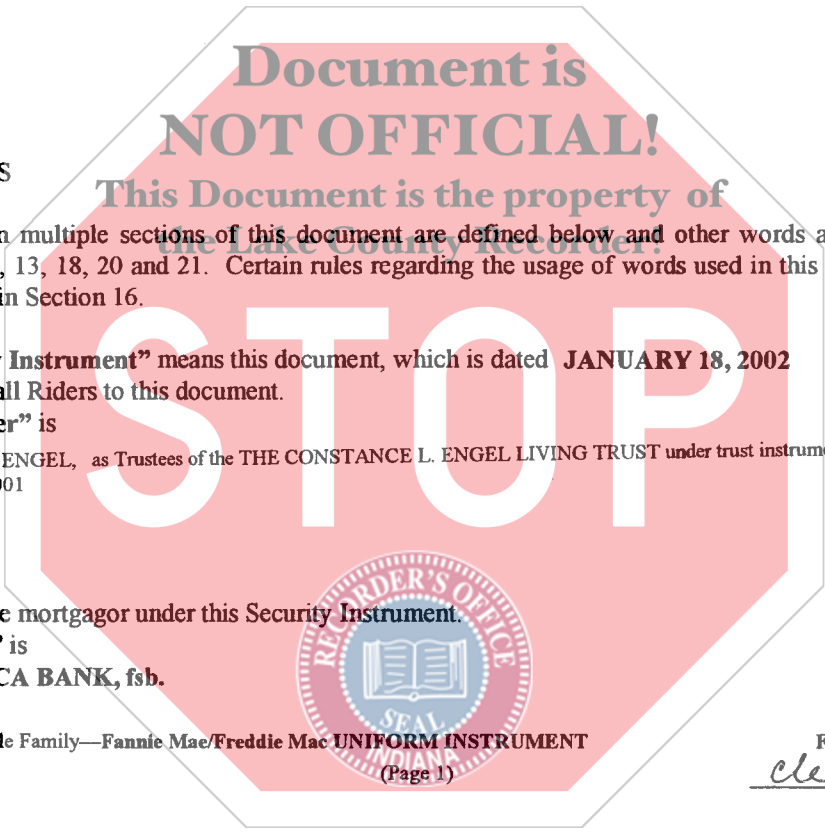 Document is
NOT OFFICIAL!
S
This Document is the property of
n multiple sections of this document are defined below and other words a
the Lake County Recorder!
, 13, 18, 20 and 21. Certain rules regarding the usage of words used in this
in Section 16.
Instrument” means this document, which is dated JANUARY 18, 2002
all Riders to this document.
er” is
ENGEL, as Trustees of the THE CONSTANCE L. ENGEL LIVING TRUST under trust instrum
001
STOP
e mortgagor under this Security Instrument.
” is
CA BANK, fsb.
RECORDER'S OFFICE
SEAL
INDIANA
le Family—Fannie Mae/Freddie Mac UNIFORM INSTRUMENT
F
(Page 1)
cle